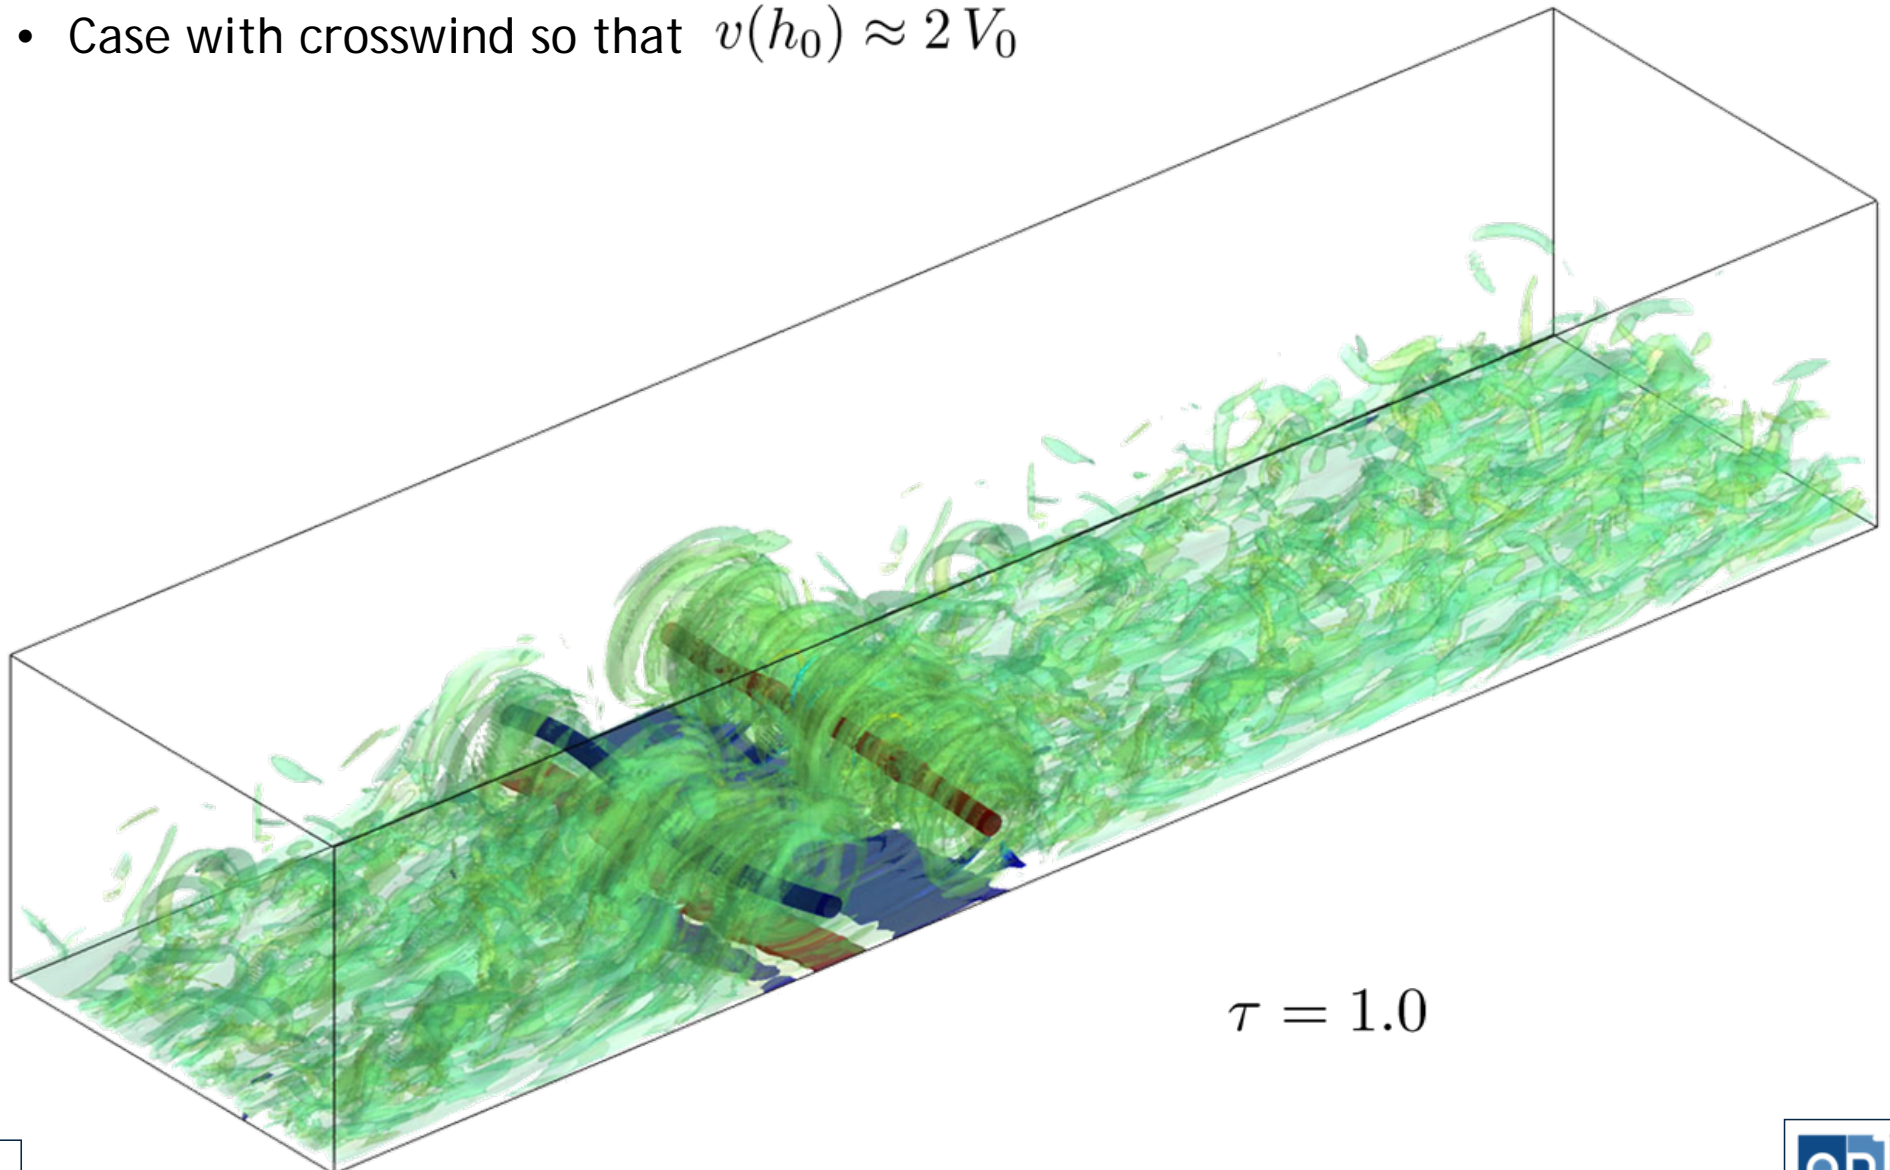 • Case with crosswind so that v(h₀) ≈ 2 V₀
τ = 1.0